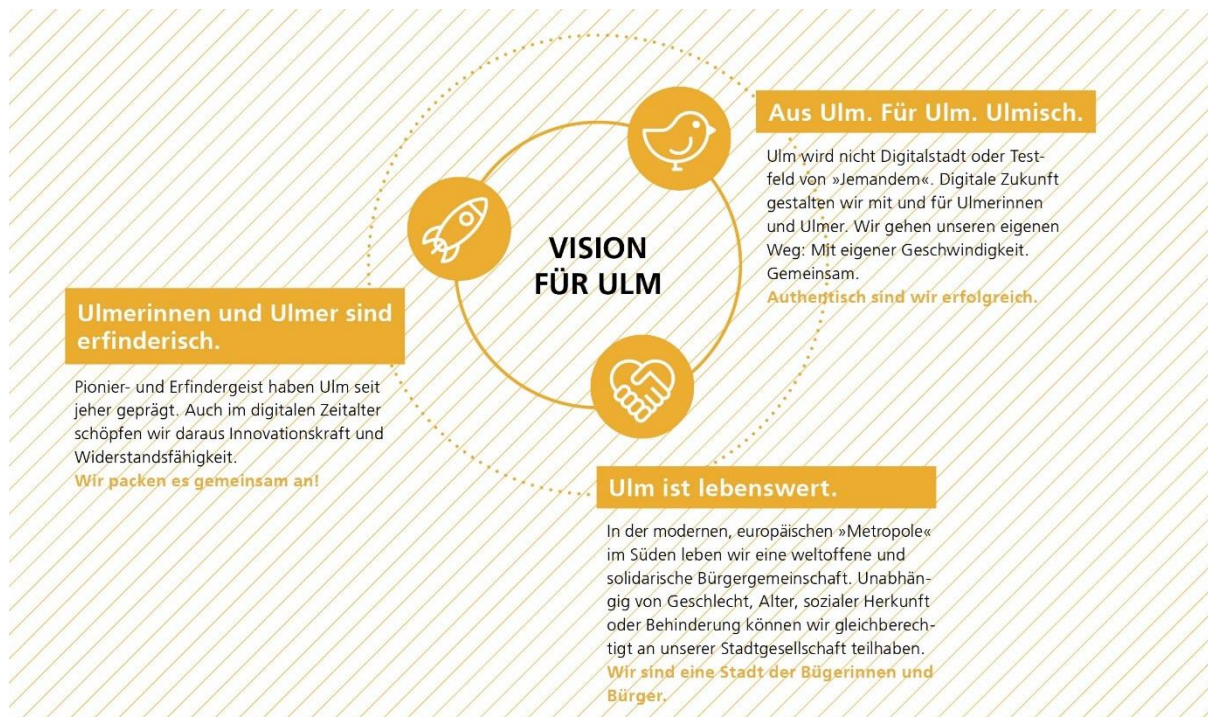 VISION
FÜR ULM
Aus Ulm. Für Ulm. Ulmisch.
Ulm wird nicht Digitalstadt oder Test-
feld von »Jemandem«. Digitale Zukunft
gestalten wir mit und für Ulmerinnen
und Ulmer. Wir gehen unseren eigenen
Weg: Mit eigener Geschwindigkeit.
Gemeinsam.
Authentisch sind wir erfolgreich.
Ulmerinnen und Ulmer sind
erfinderisch.
Pionier- und Erfindergeist haben Ulm seit
jeher geprägt. Auch im digitalen Zeitalter
schöpfen wir daraus Innovationskraft und
Widerstandsfähigkeit.
Wir packen es gemeinsam an!
Ulm ist lebenswert.
In der modernen, europäischen »Metropole«
im Süden leben wir eine weltoffene und
solidarische Bürgergemeinschaft. Unabhän-
gig von Geschlecht, Alter, sozialer Herkunft
oder Behinderung können wir gleichberech-
tigt an unserer Stadtgesellschaft teilhaben.
Wir sind eine Stadt der Bügerinnen und
Bürger.